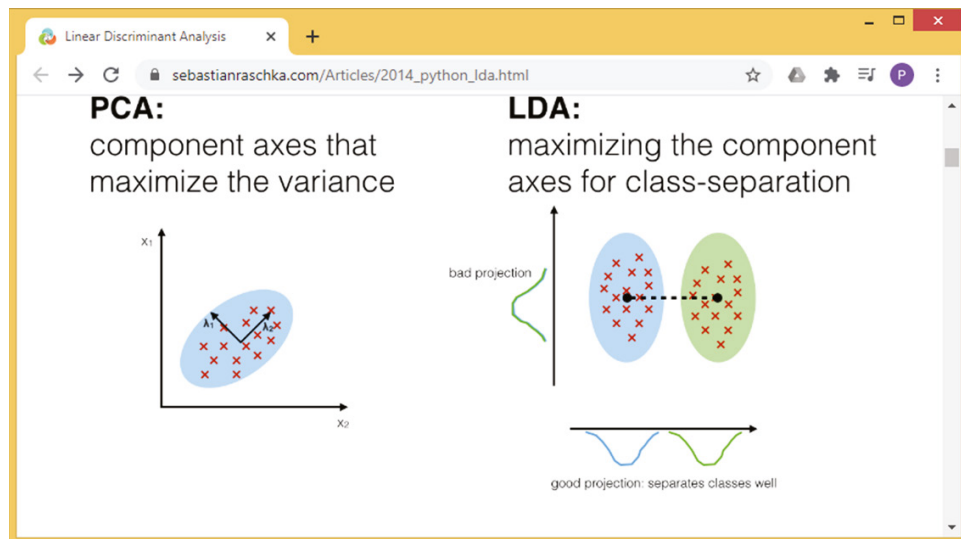 Linear Discriminant Analysis
sebastianraschka.com/Articles/2014_python_lda.html
P
PCA:
component axes that
maximize the variance
LDA:
maximizing the component
axes for class-separation
X1
λ1
λ2
X2
bad projection
good projection: separates classes well